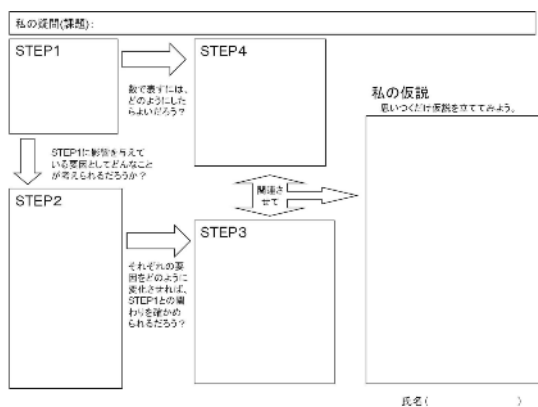 私の疑問(課題):
STEP1
STEP4
数で表すには、
どのようにした
らよいだろう？
STEP1に影響を与えて
いる要因としてどんなこと
が考えられるだろうか？
STEP2
STEP3
それぞれの要
因をどのように
変化させれば、
STEP1との関
わりを確かめ
られるだろう？
関連さ
せて
私の仮説
思いつくだけ仮説を立ててみよう。
氏名(　　　　　　)